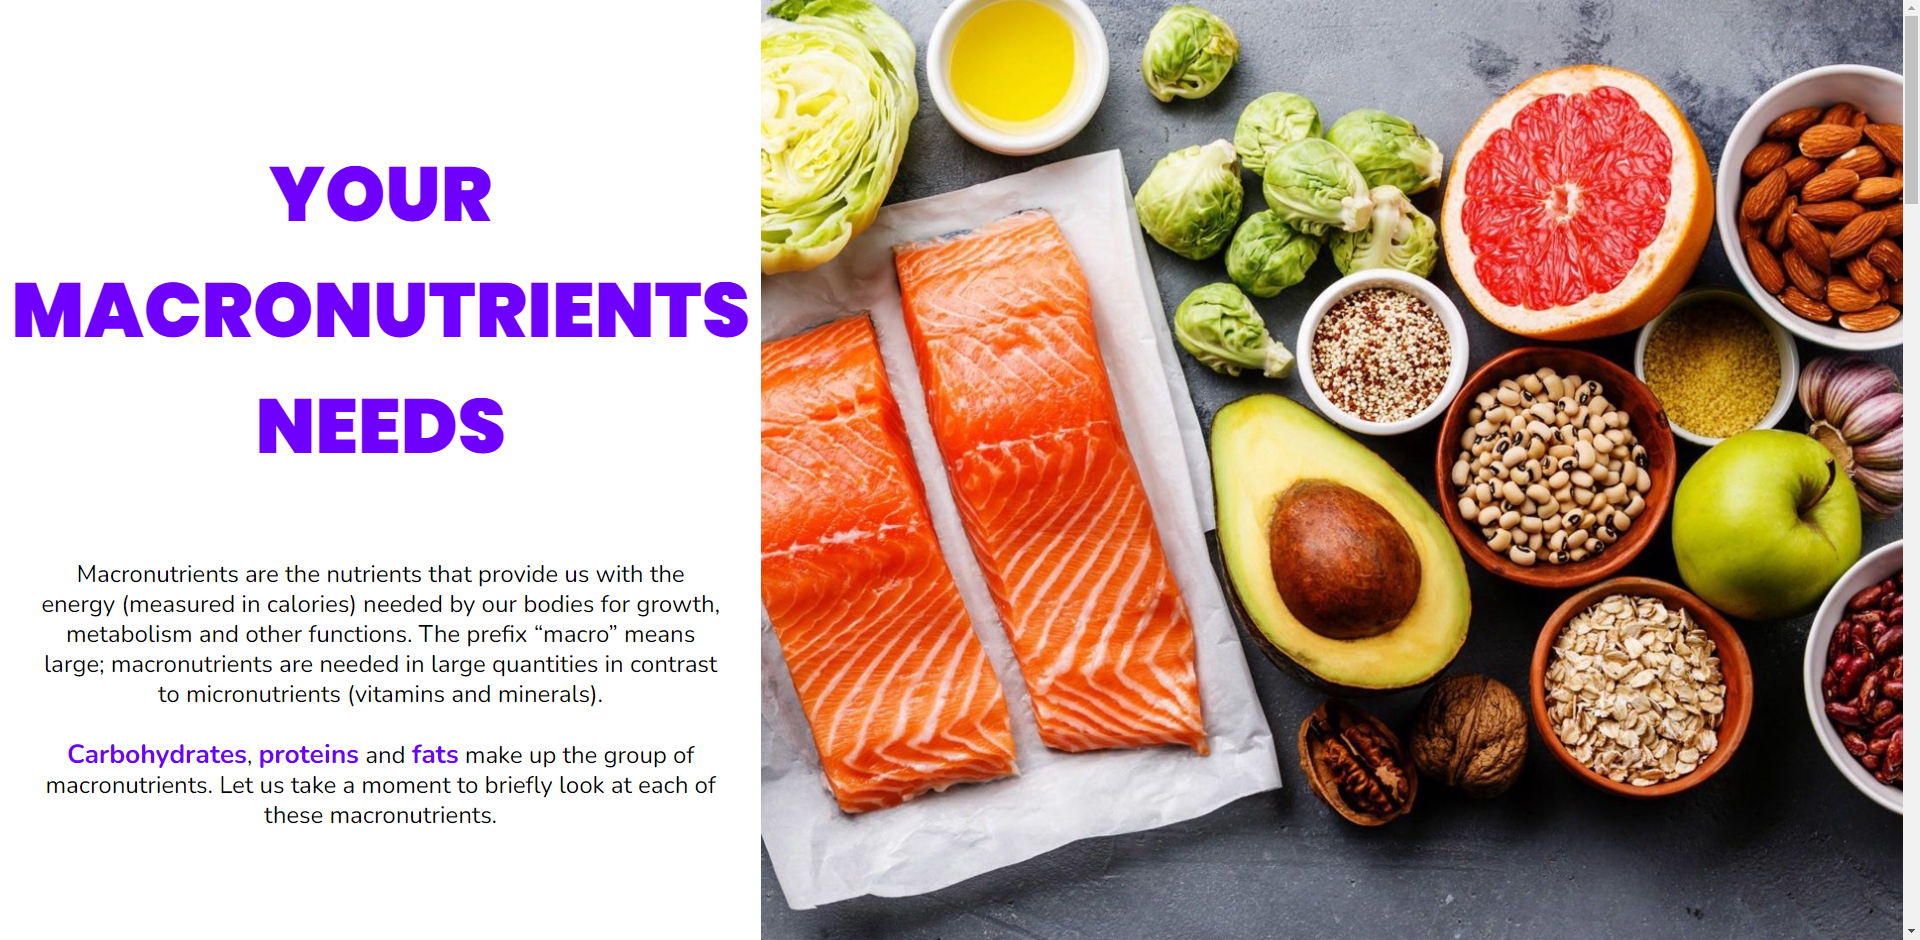 YOUR
MACRONUTRIENTS
NEEDS
Macronutrients are the nutrients that provide us with the
energy (measured in calories) needed by our bodies for growth,
metabolism and other functions. The prefix “macro” means
large; macronutrients are needed in large quantities in contrast
to micronutrients (vitamins and minerals).
Carbohydrates, proteins and fats make up the group of
macronutrients. Let us take a moment to briefly look at each of
these macronutrients.